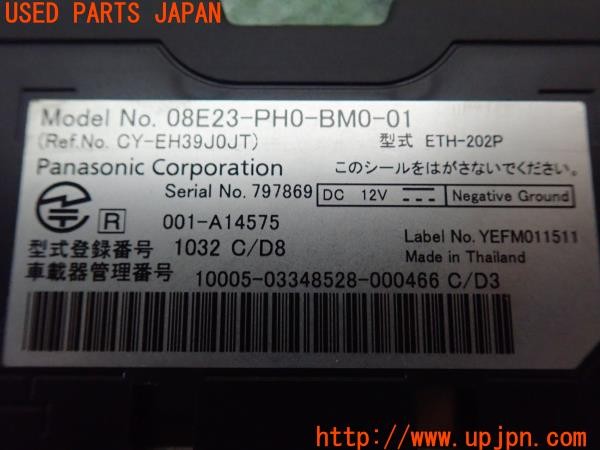 USED PARTS JAPAN
Model No. 08E23-PH0-BM0-01
(Ref.No. CY-EH39J0JT) 型式 ETH-202P
Panasonic Corporation このシールをはがさないでください。
Serial No. 797869 DC 12V Negative Ground
R 001-A14575
型式登録番号 1032 C/D8 Label No. YEFM011511
車載器管理番号 10005-03348528-000466 C/D3 Made in Thailand
UPJ
http://www.upjpn.com